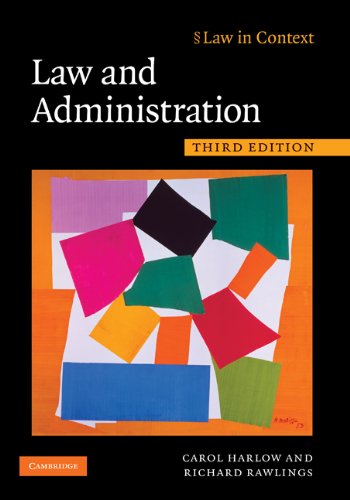 § Law in Context
Law and
Administration
THIRD EDITION
CAROL HARLOW AND
RICHARD RAWLINGS
CAMBRIDGE